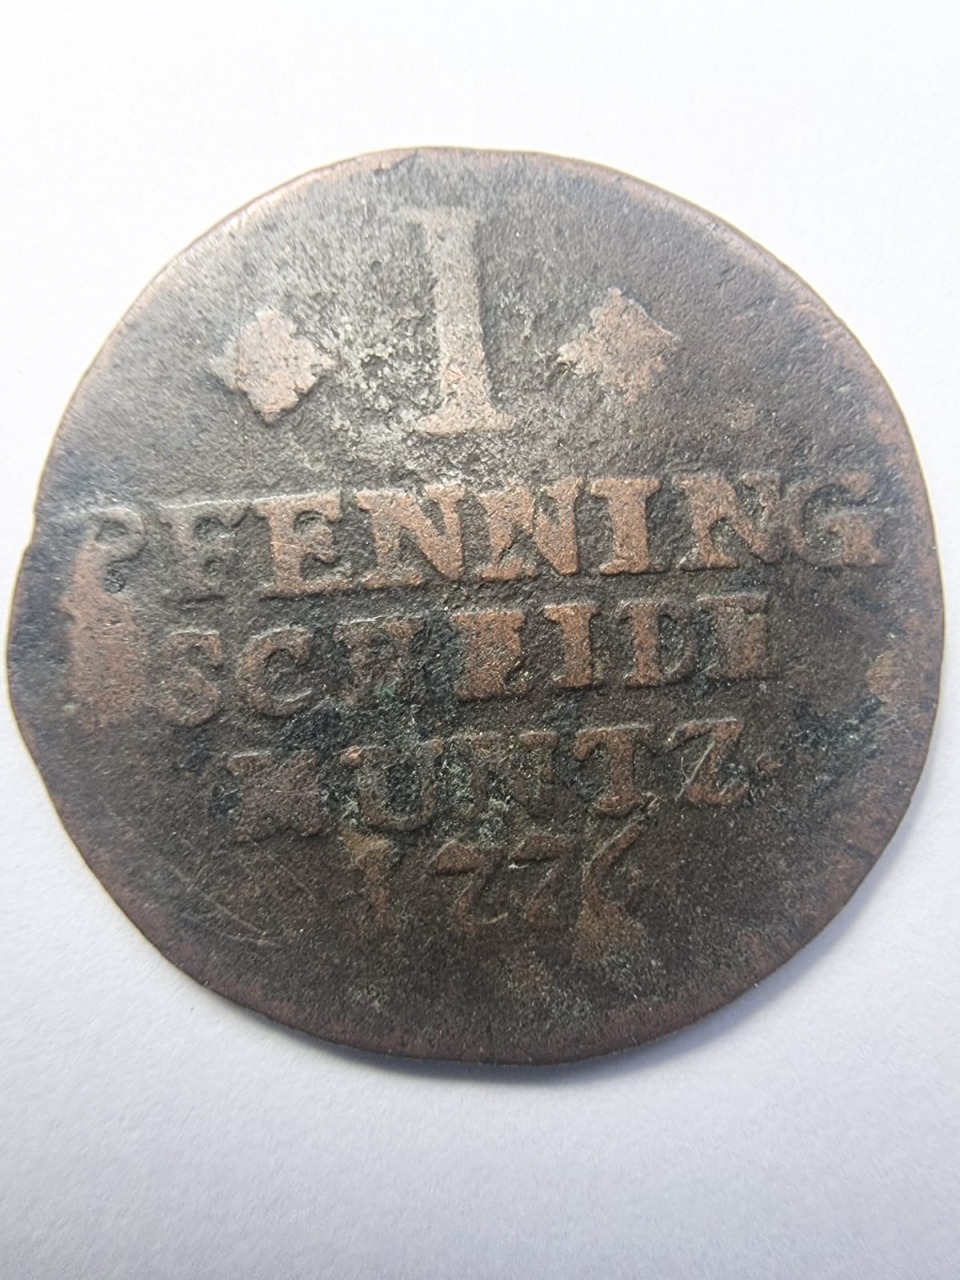 I
PFENNING
SCHEIDE
MUNTZ.
1776